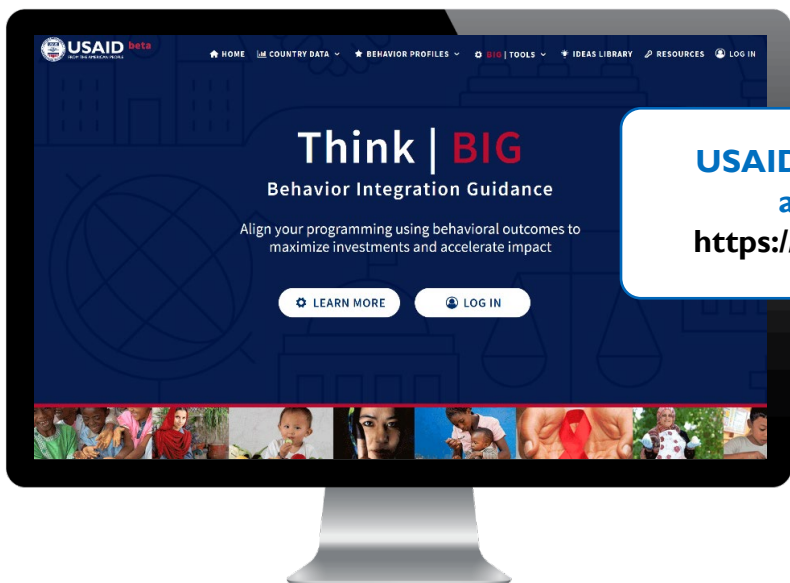 USAID beta
FROM THE AMERICAN PEOPLE
HOME COUNTRY DATA BEHAVIOR PROFILES BIG | TOOLS IDEAS LIBRARY RESOURCES LOG IN
Think | BIG
Behavior Integration Guidance
Align your programming using behavioral outcomes to
maximize investments and accelerate impact
LEARN MORE LOG IN
USAID
a
https://